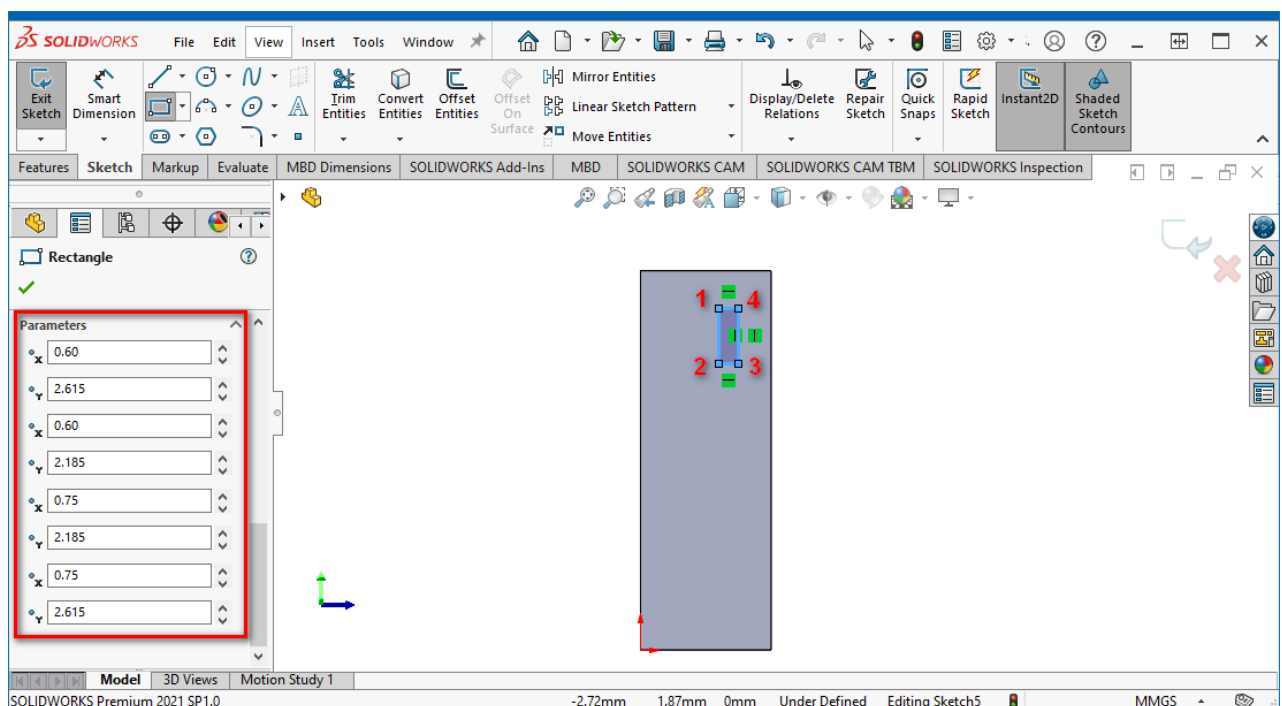 SOLIDWORKS File Edit View Insert Tools Window
Exit Sketch
Smart Dimension
Trim Entities
Convert Entities
Offset Entities
Offset On Surface
Mirror Entities
Linear Sketch Pattern
Move Entities
Display/Delete Relations
Repair Sketch
Quick Snaps
Rapid Sketch
Instant2D
Shaded Sketch Contours
Features Sketch Markup Evaluate MBD Dimensions SOLIDWORKS Add-Ins MBD SOLIDWORKS CAM SOLIDWORKS CAM TBM SOLIDWORKS Inspection
Rectangle
Parameters
X 0.60
Y 2.615
X 0.60
Y 2.185
X 0.75
Y 2.185
X 0.75
Y 2.615
1 4
2 3
Model 3D Views Motion Study 1
SOLIDWORKS Premium 2021 SP1.0 -2.72mm 1.87mm 0mm Under Defined Editing Sketch5 MMGS